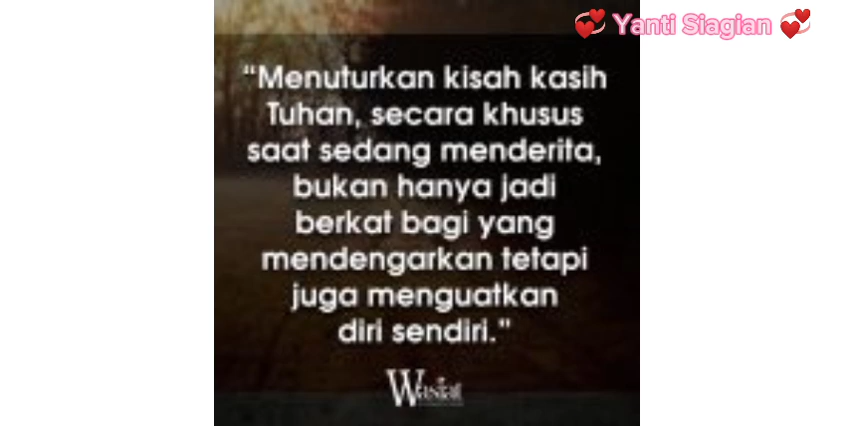 💞 Yanti Siagian 💞
“Menuturkan kisah kasih
Tuhan, secara khusus
saat sedang menderita,
bukan hanya jadi
berkat bagi yang
mendengarkan tetapi
juga menguatkan
diri sendiri.”
Wasiat